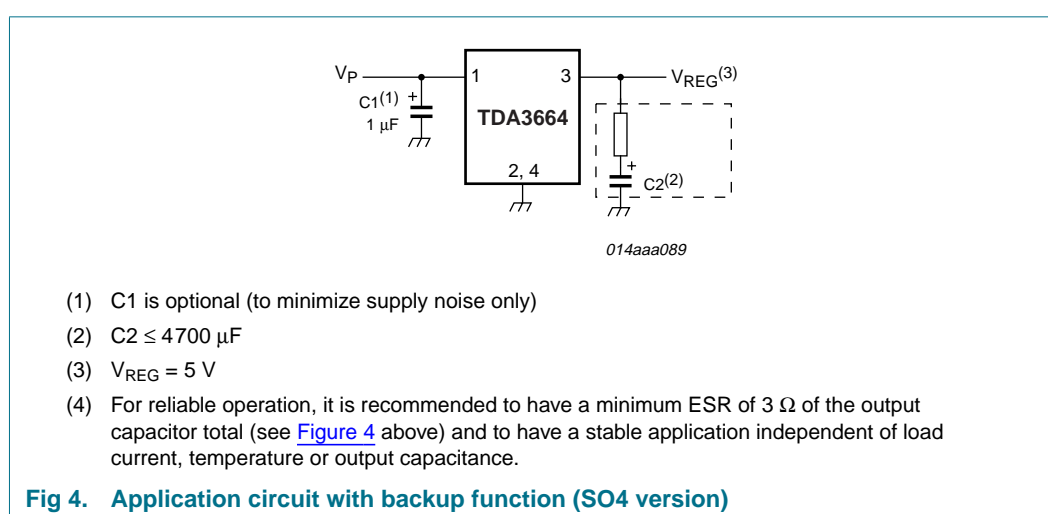 VP 1 3 VREG(3)
C1(1) +
1 μF
TDA3664
2, 4
+
C2(2)
014aaa089
(1) C1 is optional (to minimize supply noise only)
(2) C2 ≤ 4700 μF
(3) VREG = 5 V
(4) For reliable operation, it is recommended to have a minimum ESR of 3 Ω of the output
capacitor total (see Figure 4 above) and to have a stable application independent of load
current, temperature or output capacitance.
Fig 4. Application circuit with backup function (SO4 version)